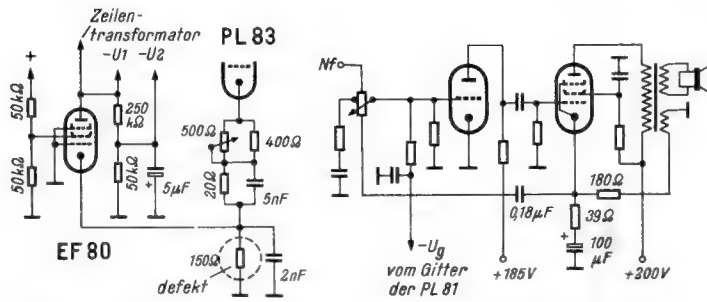 Zeilen-
transformator
-U1 -U2
PL 83
Nf
+
50kΩ
250
kΩ
50kΩ
50kΩ
5µF
+
EF 80
500Ω
400Ω
20Ω
5nF
150Ω
defekt
2nF
180Ω
0,18µF
39Ω
+
100
µF
-Ug
vom Gitter
der PL 81
+185V
+200V